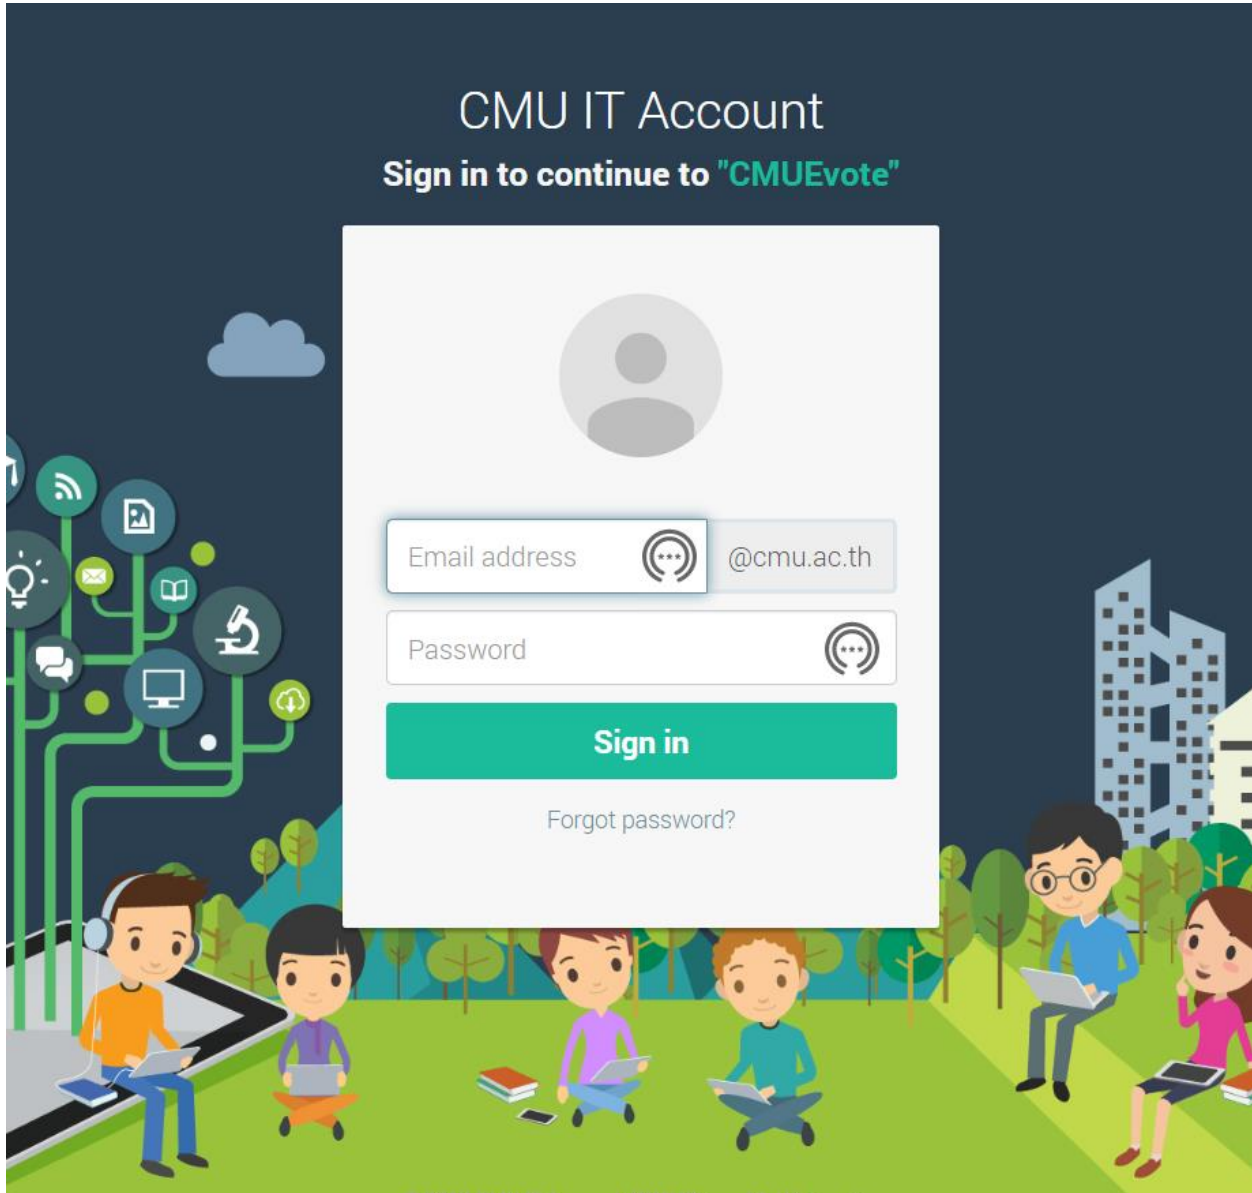 CMU IT Account
Sign in to continue to "CMUEvote"
Email address @cmu.ac.th
Password
Sign in
Forgot password?